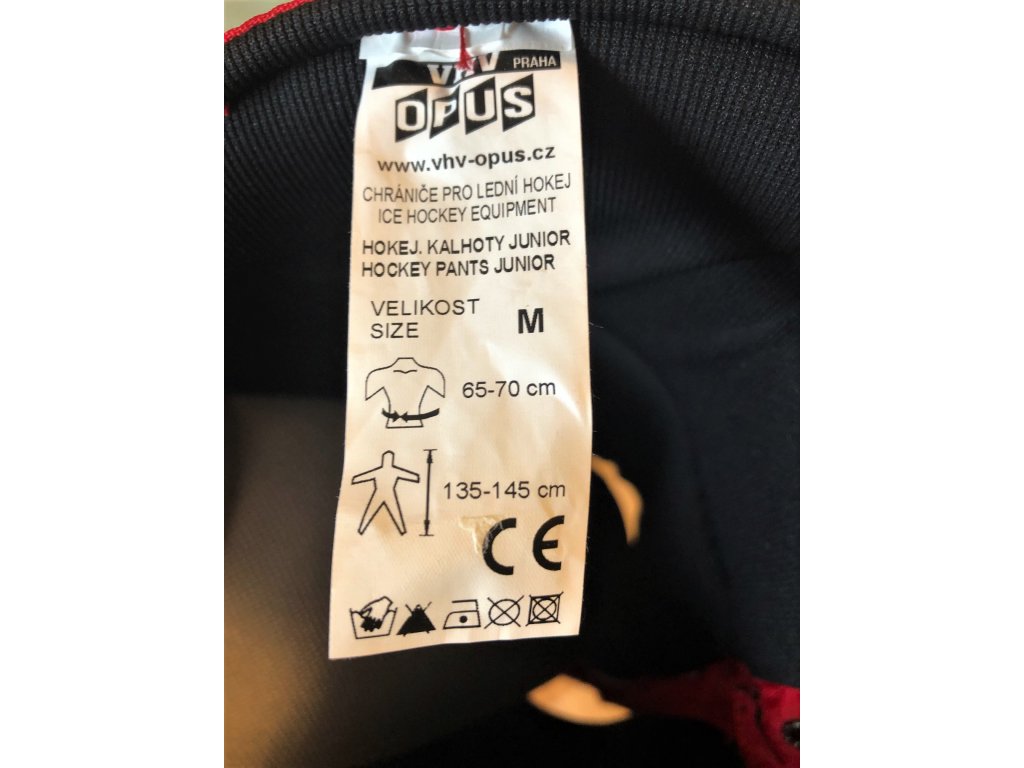 VHV PRAHA
OPUS
www.vhv-opus.cz
CHRÁNIČE PRO LEDNÍ HOKEJ
ICE HOCKEY EQUIPMENT
HOKEJ. KALHOTY JUNIOR
HOCKEY PANTS JUNIOR
VELIKOST
SIZE M
65-70 cm
135-145 cm
CE